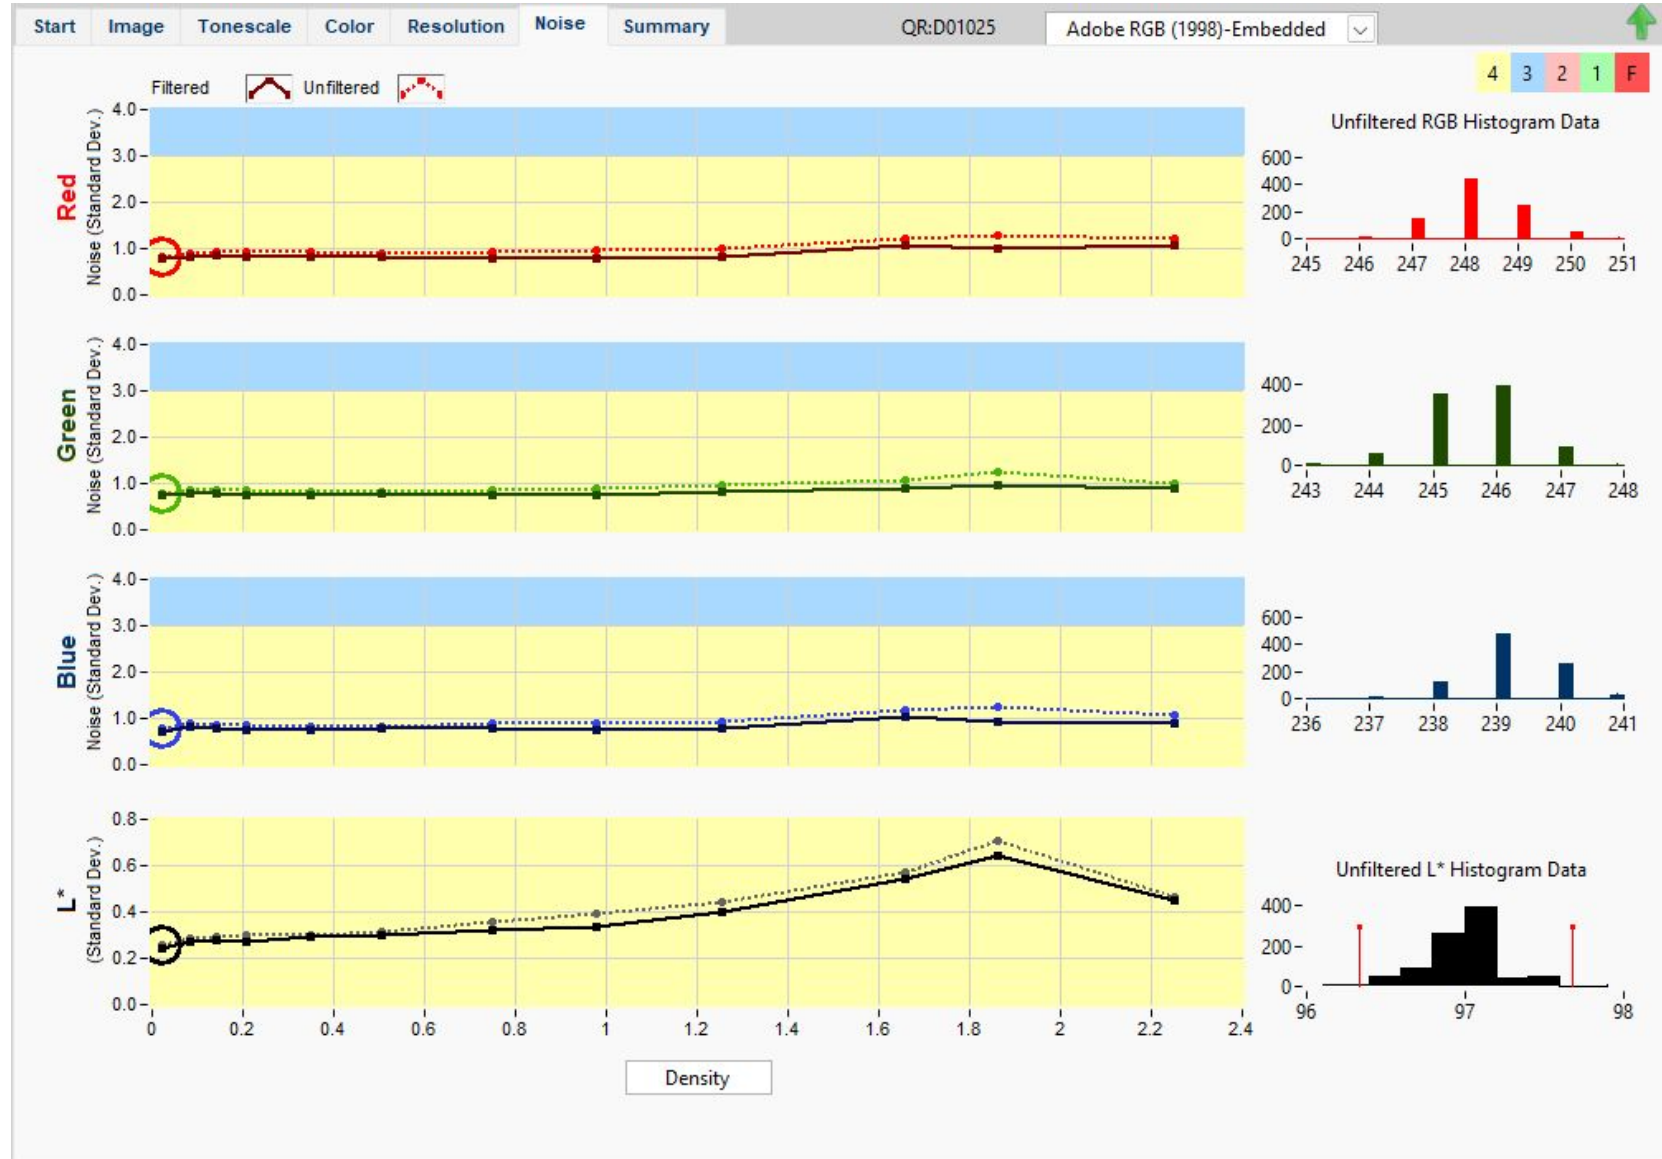 Start Image Tonescale Color Resolution Noise Summary QR:D01025 Adobe RGB (1998)-Embedded
4 3 2 1 F
Filtered Unfiltered
Red
Noise (Standard Dev.)
4.0
3.0
2.0
1.0
0.0
Unfiltered RGB Histogram Data
600
400
200
0
245 246 247 248 249 250 251
Green
Noise (Standard Dev.)
4.0
3.0
2.0
1.0
0.0
400
200
0
243 244 245 246 247 248
Blue
Noise (Standard Dev.)
4.0
3.0
2.0
1.0
0.0
600
400
200
0
236 237 238 239 240 241
L*
(Standard Dev.)
0.8
0.6
0.4
0.2
0.0
0 0.2 0.4 0.6 0.8 1 1.2 1.4 1.6 1.8 2 2.2 2.4
Unfiltered L* Histogram Data
400
200
0
96 97 98
Density